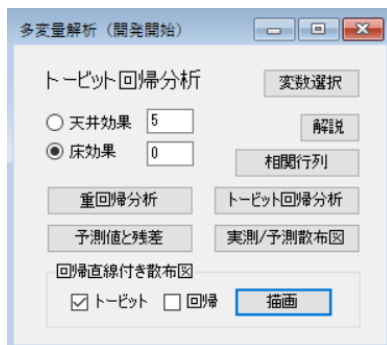 多変量解析（開発開始）
トービット回帰分析
変数選択
天井効果 5
解説
床効果 0
相関行列
重回帰分析 トービット回帰分析
予測値と残差 実測/予測散布図
回帰直線付き散布図
トービット 回帰 描画